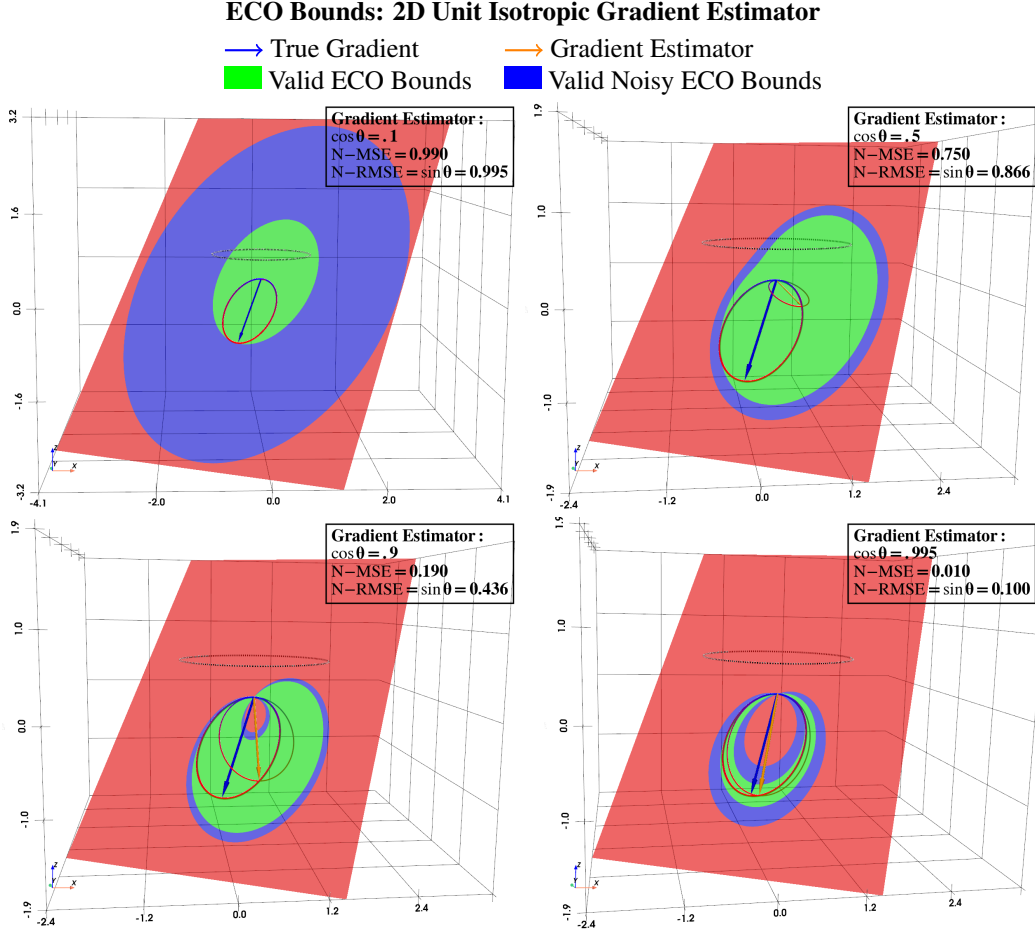 ECO Bounds: 2D Unit Isotropic Gradient Estimator
True Gradient
Gradient Estimator
Valid ECO Bounds
Valid Noisy ECO Bounds
3.2
1.6
0.0
-1.6
-3.2
-4.1
-2.0
0.0
2.0
4.1
z
Y
x
Gradient Estimator :
cos θ = . 1
N−MSE = 0.990
N−RMSE = sin θ = 0.995
1.9
1.0
0.0
-1.0
-1.9
-2.4
-1.2
0.0
1.2
2.4
z
Y
x
Gradient Estimator :
cos θ = . 5
N−MSE = 0.750
N−RMSE = sin θ = 0.866
1.9
1.0
0.0
-1.0
-1.9
-2.4
0.0
1.2
2.4
z
Y
x
Gradient Estimator :
cos θ = . 9
N−MSE = 0.190
N−RMSE = sin θ = 0.436
1.0
0.0
-1.0
-1.9
-2.4
-1.2
0.0
1.2
2.4
z
Y
x
Gradient Estimator :
cos θ = . 995
N−MSE = 0.010
N−RMSE = sin θ = 0.100